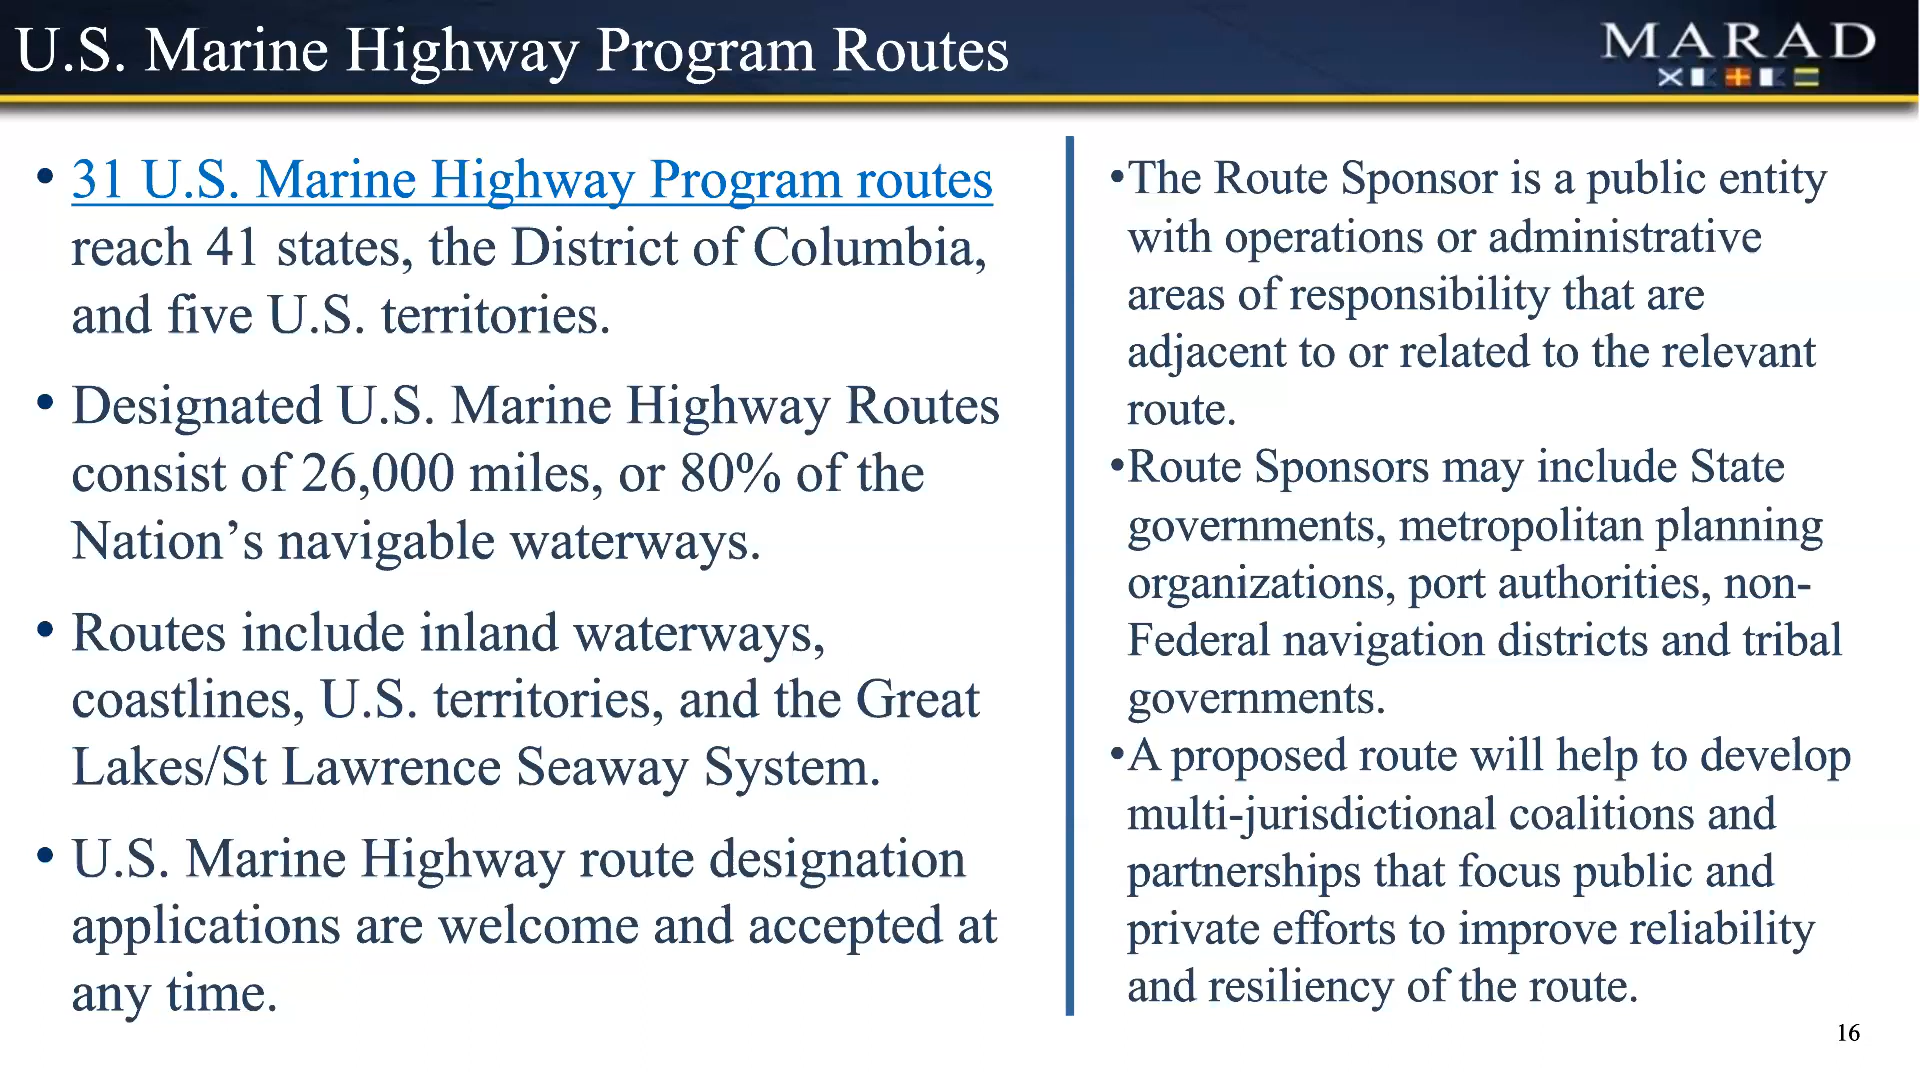 U.S. Marine Highway Program Routes
MARAD
• 31 U.S. Marine Highway Program routes
reach 41 states, the District of Columbia,
and five U.S. territories.
• Designated U.S. Marine Highway Routes
consist of 26,000 miles, or 80% of the
Nation’s navigable waterways.
• Routes include inland waterways,
coastlines, U.S. territories, and the Great
Lakes/St Lawrence Seaway System.
• U.S. Marine Highway route designation
applications are welcome and accepted at
any time.
•The Route Sponsor is a public entity
with operations or administrative
areas of responsibility that are
adjacent to or related to the relevant
route.
•Route Sponsors may include State
governments, metropolitan planning
organizations, port authorities, non-
Federal navigation districts and tribal
governments.
•A proposed route will help to develop
multi-jurisdictional coalitions and
partnerships that focus public and
private efforts to improve reliability
and resiliency of the route.
16